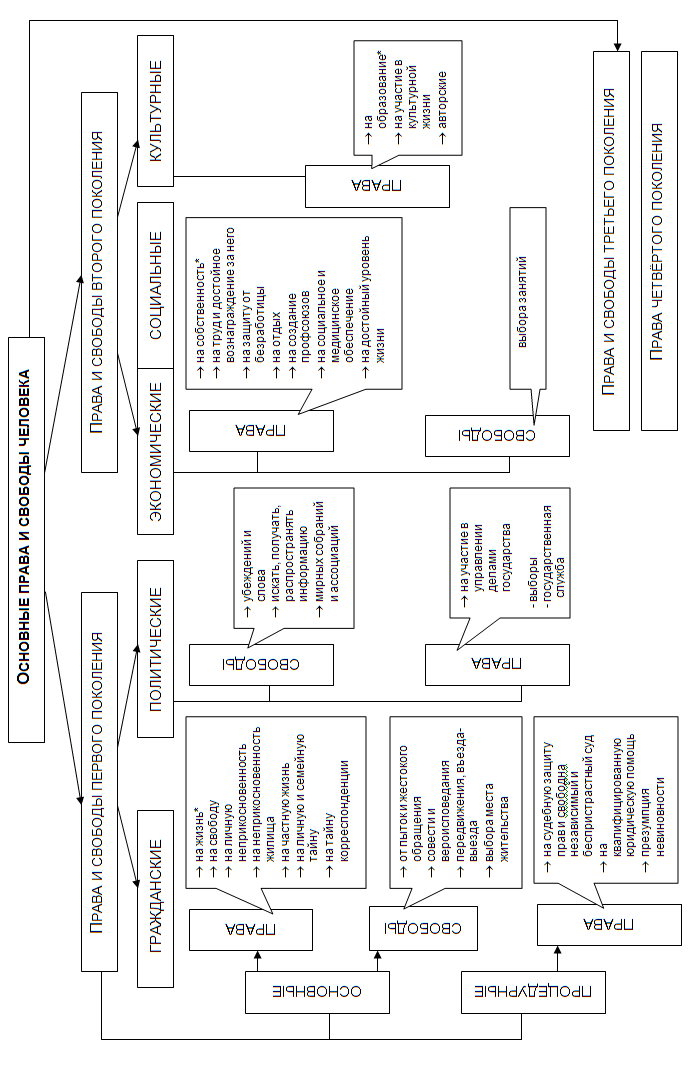 ОСНОВНЫЕ ПРАВА И СВОБОДЫ ЧЕЛОВЕКА
ПРАВА И СВОБОДЫ ПЕРВОГО ПОКОЛЕНИЯ
ПРАВА И СВОБОДЫ ВТОРОГО ПОКОЛЕНИЯ
ГРАЖДАНСКИЕ
ПОЛИТИЧЕСКИЕ
ЭКОНОМИЧЕСКИЕ
СОЦИАЛЬНЫЕ
КУЛЬТУРНЫЕ
ОСНОВНЫЕ
ПРАВА
→ на жизнь*
→ на свободу
→ на личную
неприкосновенность
→ на неприкосновенность
жилища
→ на частную жизнь
→ на личную и семейную
тайну
→ на тайну
корреспонденции
СВОБОДЫ
→ от пыток и жестокого
обращения
→ совести и
вероисповедания
→ передвижения, въезда-
выезда
→ выбора места
жительства
ПРОЦЕДУРНЫЕ
ПРАВА
→ на судебную защиту
прав и свободна
независимый и
беспристрастный суд
→ на
квалифицированную
юридическую помощь
→ презумпция
невиновности
СВОБОДЫ
→ убеждений и
слова
→ искать, получать,
распространять
информацию
→ мирных собраний
и ассоциаций
ПРАВА
→ на участие в
управлении
делами
государства
- выборы
- государственная
служба
ПРАВА
→ на собственность*
→ на труд и достойное
вознаграждение за него
→ на защиту от
безработицы
→ на отдых
→ на создание
профсоюзов
→ на социальное и
медицинское
обеспечение
→ на достойный уровень
жизни
СВОБОДЫ
выбора занятий
ПРАВА
→ на
образование*
→ на участие в
культурной
жизни
→ авторские
ПРАВА И СВОБОДЫ ТРЕТЬЕГО ПОКОЛЕНИЯ
ПРАВА ЧЕТВЁРТОГО ПОКОЛЕНИЯ